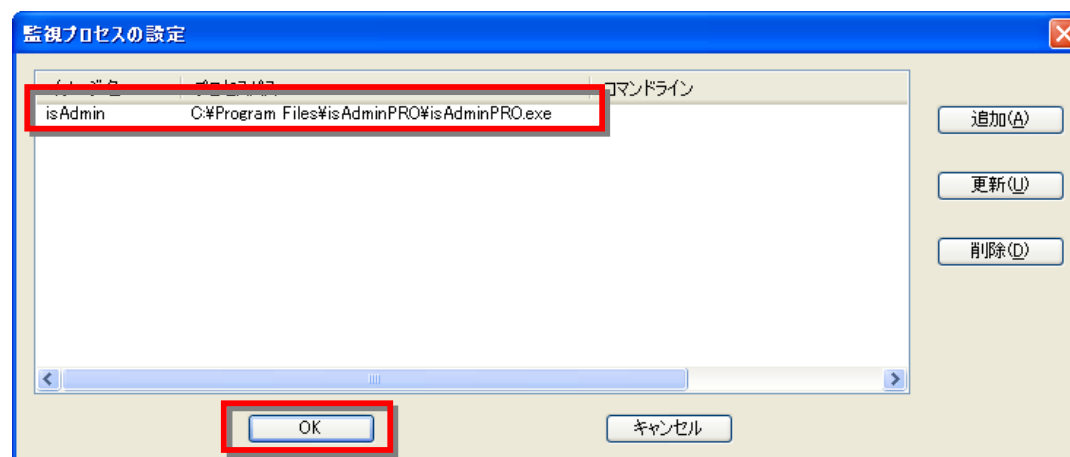 監視プロセスの設定
コマンドライン
isAdmin C:¥Program Files¥isAdminPRO¥isAdminPRO.exe
追加(A)
更新(U)
削除(D)
OK キャンセル